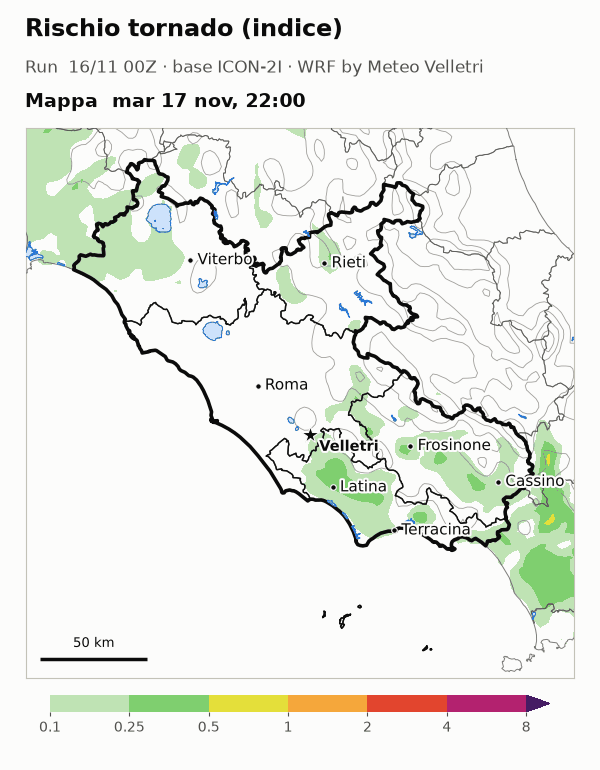 Rischio tornado (indice)
Run  16/11 00Z · base ICON-2I · WRF by Meteo Velletri
Mappa  mar 17 nov, 22:00
Viterbo
Rieti
Roma
Velletri
Frosinone
Latina
Cassino
Terracina
50 km
0.1 0.25 0.5 1 2 4 8